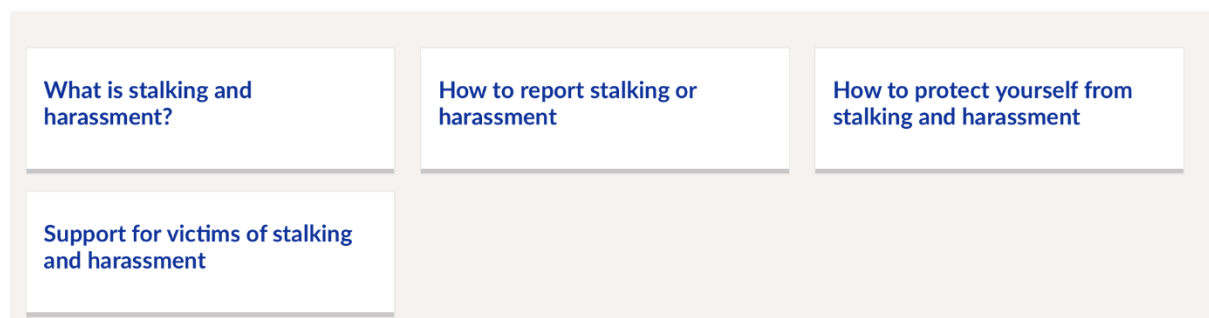 What is stalking and
harassment?
How to report stalking or
harassment
How to protect yourself from
stalking and harassment
Support for victims of stalking
and harassment